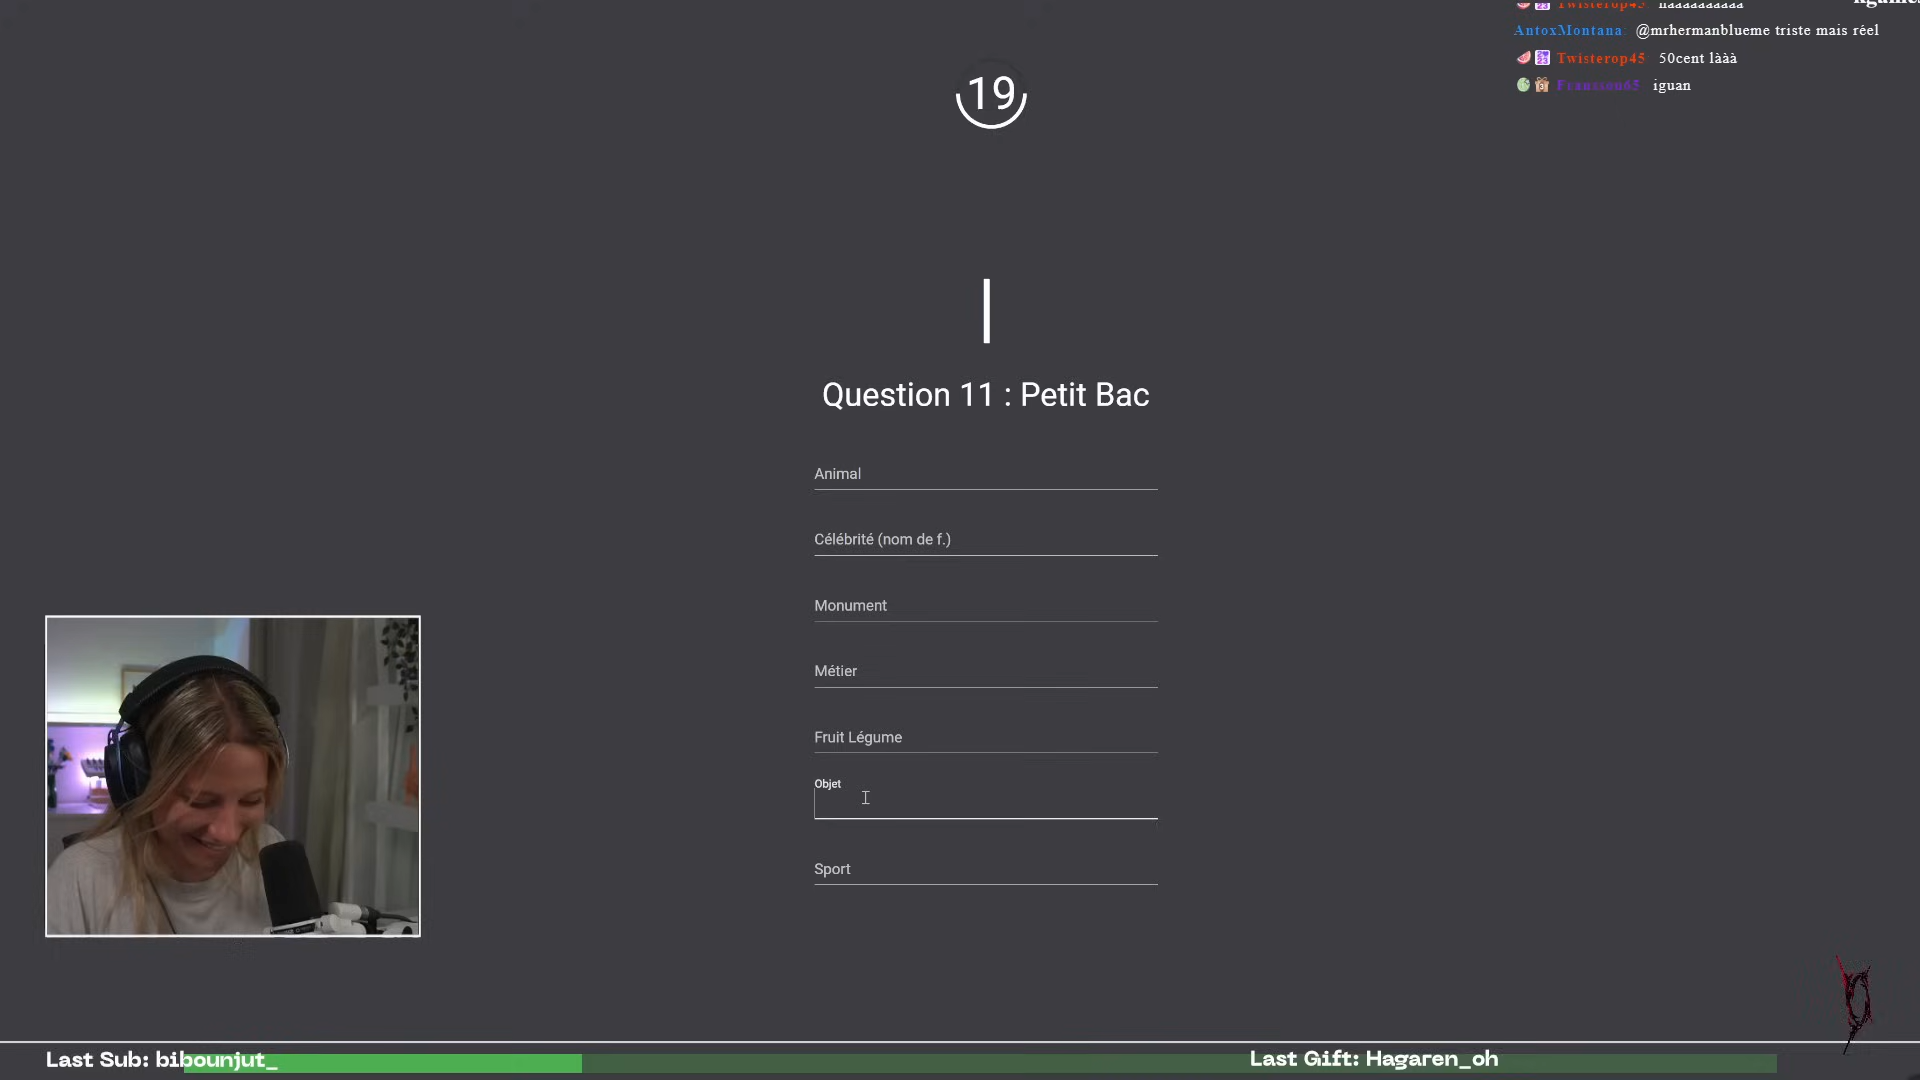 AntoxMontana: @mrhermanblueme triste mais réel
Twisterop45: 50cent lààà
iguan
19
I
Question 11 : Petit Bac
Animal
Célébrité (nom de f.)
Monument
Métier
Fruit Légume
Objet
Sport
Last Sub: bibounjut_
Last Gift: Hagaren_oh